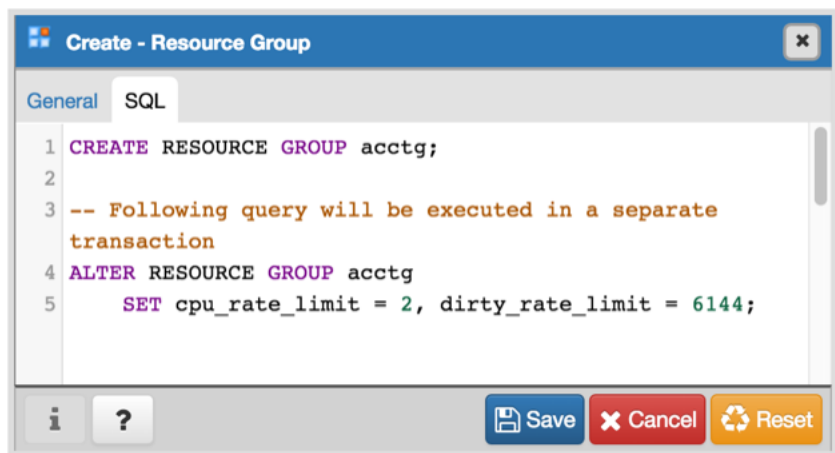 Create - Resource Group
General SQL
1 CREATE RESOURCE GROUP acctg;
2
3 -- Following query will be executed in a separate
transaction
4 ALTER RESOURCE GROUP acctg
5 SET cpu_rate_limit = 2, dirty_rate_limit = 6144;
i ? Save Cancel Reset